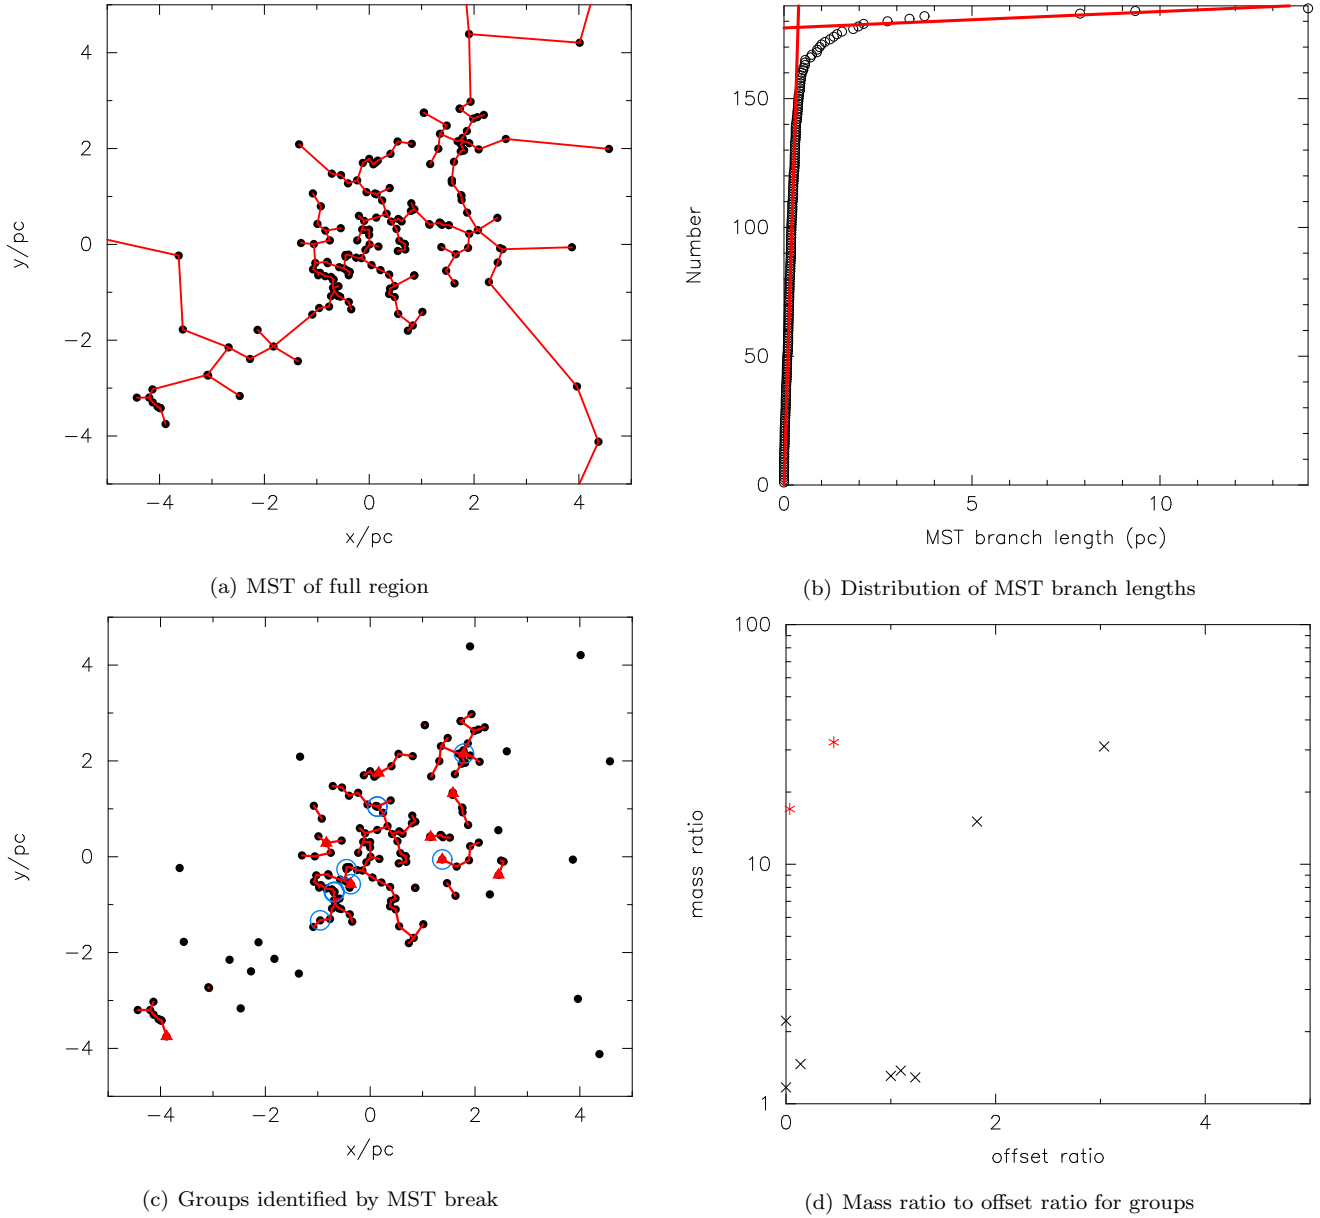 4
2
0
−2
−4
y/pc
−4
−2
0
2
4
x/pc
(a) MST of full region
150
100
50
0
Number
0
5
10
MST branch length (pc)
(b) Distribution of MST branch lengths
4
2
0
−2
−4
y/pc
−4
−2
0
2
4
x/pc
(c) Groups identified by MST break
100
10
1
mass ratio
0
2
4
offset ratio
(d) Mass ratio to offset ratio for groups